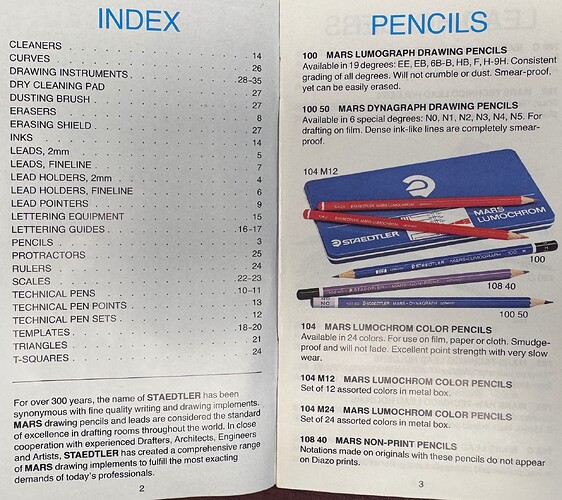 INDEX
CLEANERS . . . . . . . . . . 14
CURVES . . . . . . . . . . 26
DRAWING INSTRUMENTS . . . . . . . . . . 28-35
DRY CLEANING PAD . . . . . . . . . . 27
DUSTING BRUSH . . . . . . . . . . 27
ERASERS . . . . . . . . . . 8
ERASING SHIELD . . . . . . . . . . 27
INKS . . . . . . . . . . 14
LEADS, 2mm . . . . . . . . . . 5
LEADS, FINELINE . . . . . . . . . . 7
LEAD HOLDERS, 2mm . . . . . . . . . . 4
LEAD HOLDERS, FINELINE . . . . . . . . . . 6
LEAD POINTERS . . . . . . . . . . 9
LETTERING EQUIPMENT . . . . . . . . . . 15
LETTERING GUIDES . . . . . . . . . . 16-17
PENCILS . . . . . . . . . . 3
PROTRACTORS . . . . . . . . . . 25
RULERS . . . . . . . . . . 24
SCALES . . . . . . . . . . 22-23
TECHNICAL PENS . . . . . . . . . . 10-11
TECHNICAL PEN POINTS . . . . . . . . . . 13
TECHNICAL PEN SETS . . . . . . . . . . 12
TEMPLATES . . . . . . . . . . 18-20
TRIANGLES . . . . . . . . . . 21
T-SQUARES . . . . . . . . . . 24
For over 300 years, the name of STAEDTLER has been
synonymous with fine quality writing and drawing implements.
MARS drawing pencils and leads are considered the standard
of excellence in drafting rooms throughout the world. In close
cooperation with experienced Drafters, Architects, Engineers
and Artists, STAEDTLER has created a comprehensive range
of MARS drawing implements to fulfill the most exacting
demands of today's professionals.
2
PENCILS
100 MARS LUMOGRAPH DRAWING PENCILS
Available in 19 degrees: EE, EB, 6B-B, HB, F, H-9H. Consistent
grading of all degrees. Will not crumble or dust. Smear-proof,
yet can be easily erased.
100 50 MARS DYNAGRAPH DRAWING PENCILS
Available in 6 special degrees: N0, N1, N2, N3, N4, N5. For
drafting on film. Dense ink-like lines are completely smear-
proof.
104 M12
STAEDTLER MARS-LUMOCHROM
STAEDTLER
MARS
LUMOCHROM
STAEDTLER MARS-LUMOGRAPH 100
100
108 40
STAEDTLER MARS-DYNAGRAPH
100 50
104 MARS LUMOCHROM COLOR PENCILS
Available in 24 colors. For use on film, paper or cloth. Smudge-
proof and will not fade. Excellent point strength with very slow
wear.
104 M12 MARS LUMOCHROM COLOR PENCILS
Set of 12 assorted colors in metal box.
104 M24 MARS LUMOCHROM COLOR PENCILS
Set of 24 assorted colors in metal box.
108 40 MARS NON-PRINT PENCILS
Notations made on originals with these pencils do not appear
on Diazo prints.
3